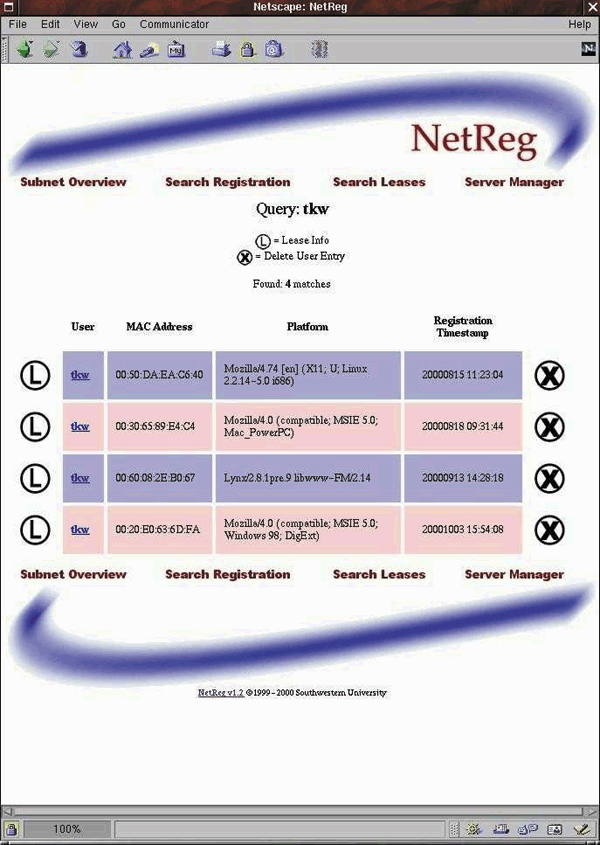 Netscape: NetReg
File Edit View Go Communicator Help
My
N
NetReg
Subnet Overview Search Registration Search Leases Server Manager
Query: tkw
L = Lease Info
X = Delete User Entry
Found: 4 matches
User MAC Address Platform Registration
Timestamp
L tkw 00:50:DA:EA:C6:40 Mozilla/4.74 [en] (X11; U; Linux
2.2.14-5.0 i686) 20000815 11:23:04 X
L tkw 00:30:65:89:E4:C4 Mozilla/4.0 (compatible; MSIE 5.0;
Mac_PowerPC) 20000818 09:31:44 X
L tkw 00:60:08:2E:B0:67 Lynx/2.8.1pre.9 libwww-FM/2.14 20000913 14:28:18 X
L tkw 00:20:E0:63:6D:FA Mozilla/4.0 (compatible; MSIE 5.0;
Windows 98; DigExt) 20001003 15:54:08 X
Subnet Overview Search Registration Search Leases Server Manager
NetReg v1.2 ©1999-2000 Southwestern University
100%